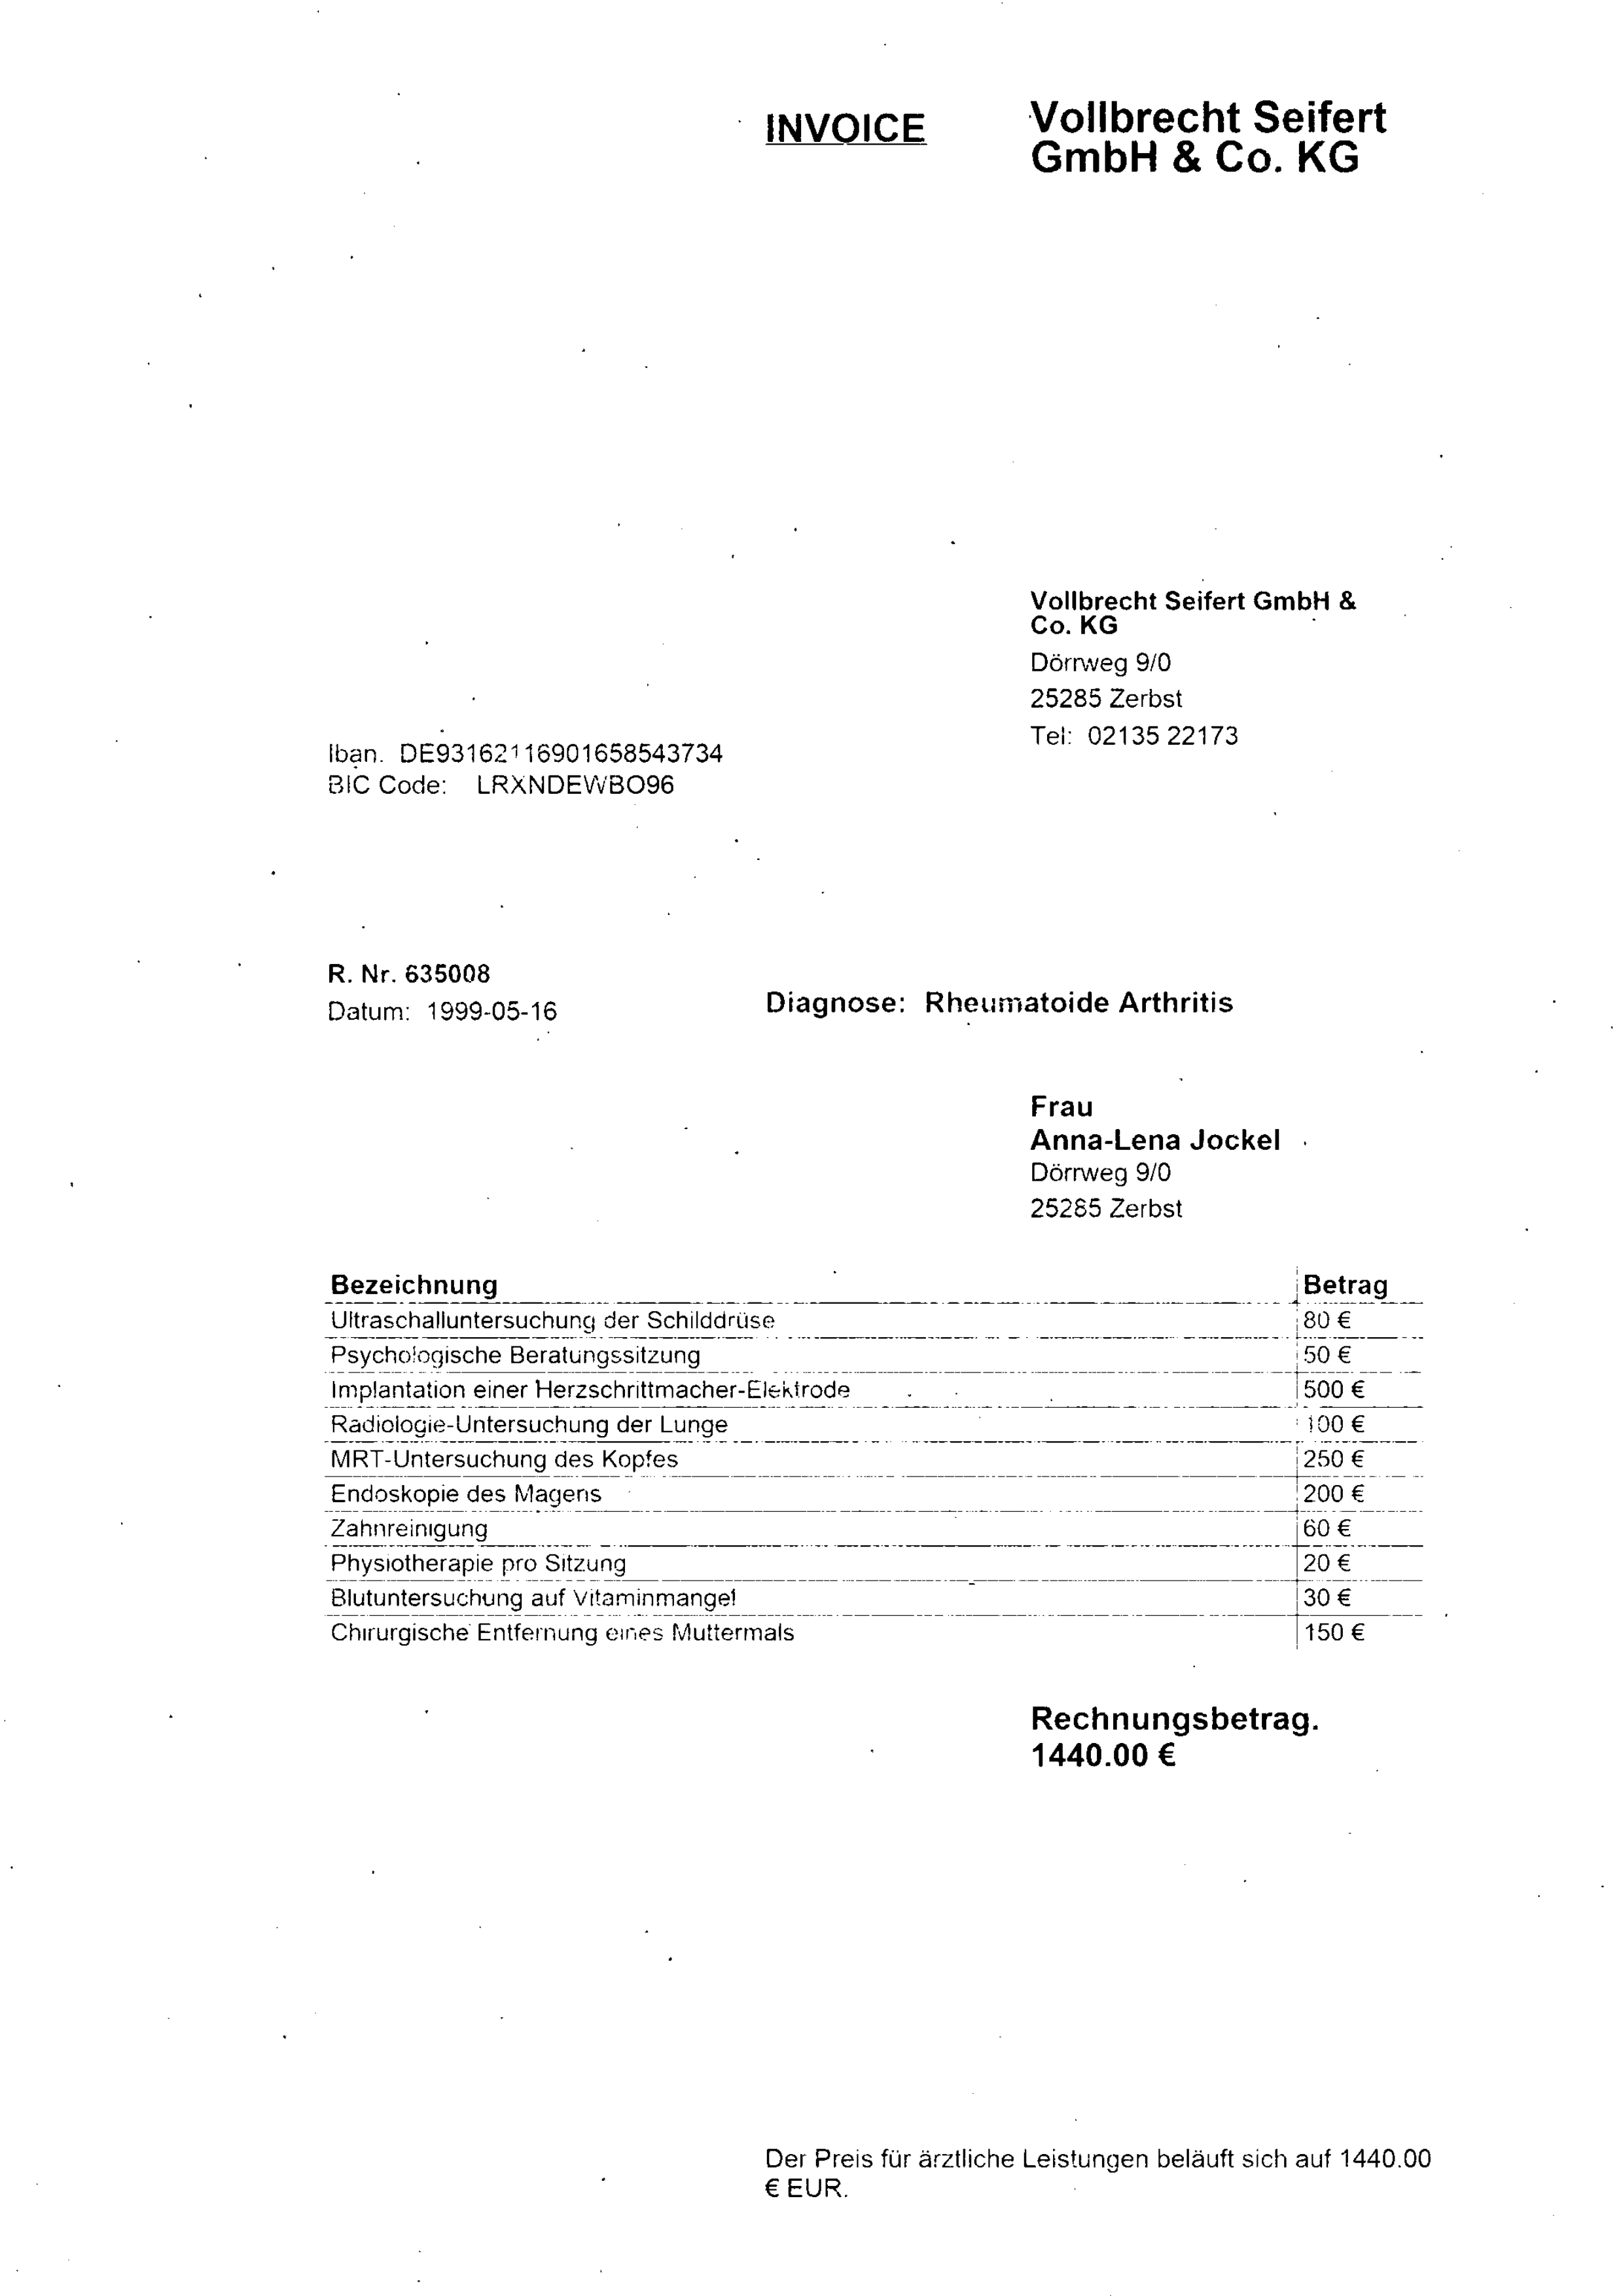 INVOICE
Vollbrecht Seifert
GmbH & Co. KG
Vollbrecht Seifert GmbH &
Co. KG
Dörrweg 9/0
25285 Zerbst
Tel: 02135 22173
Iban. DE93162116901658543734
BIC Code: LRXNDEWBO96
R. Nr. 635008
Datum: 1999-05-16
Diagnose: Rheumatoide Arthritis
Frau
Anna-Lena Jockel
Dörrweg 9/0
25285 Zerbst
Bezeichnung Betrag
Ultraschalluntersuchung der Schilddrüse 80 €
Psychologische Beratungssitzung 50 €
Implantation einer Herzschrittmacher-Elektrode 500 €
Radiologie-Untersuchung der Lunge 100 €
MRT-Untersuchung des Kopfes 250 €
Endoskopie des Magens 200 €
Zahnreinigung 60 €
Physiotherapie pro Sitzung 20 €
Blutuntersuchung auf Vitaminmangel 30 €
Chirurgische Entfernung eines Muttermals 150 €
Rechnungsbetrag.
1440.00 €
Der Preis für ärztliche Leistungen beläuft sich auf 1440.00
€ EUR.